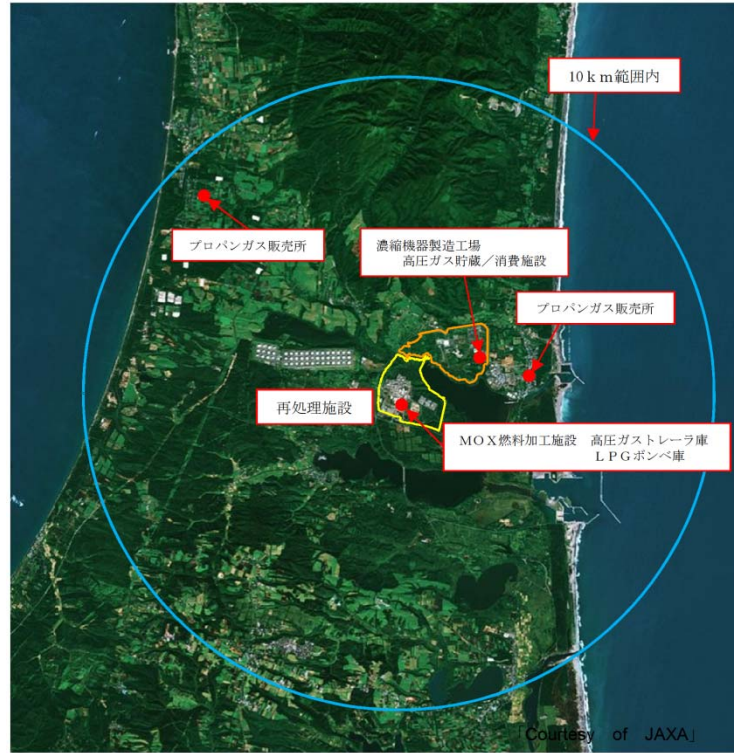 10km範囲内
プロパンガス販売所
濃縮機器製造工場
高圧ガス貯蔵／消費施設
プロパンガス販売所
再処理施設
MOX燃料加工施設　高圧ガストレーラ庫
LPGボンベ庫
「Courtesy of JAXA」